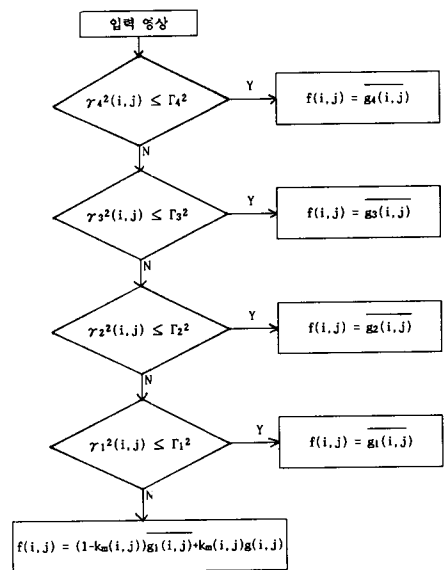 입력 영상
γ₄²(i,j) ≤ Γ₄²
Y
f(i,j) = g₄(i,j)
N
γ₃²(i,j) ≤ Γ₃²
Y
f(i,j) = g₃(i,j)
N
γ₂²(i,j) ≤ Γ₂²
Y
f(i,j) = g₂(i,j)
N
γ₁²(i,j) ≤ Γ₁²
Y
f(i,j) = g₁(i,j)
N
f(i,j) = (1-kₘ(i,j))g₁(i,j)+kₘ(i,j)g(i,j)